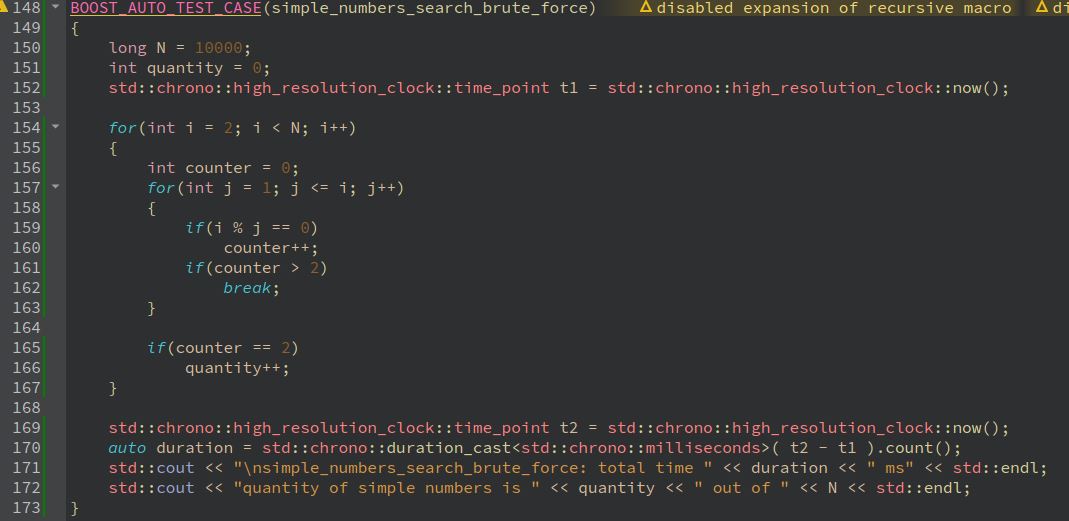 148 BOOST_AUTO_TEST_CASE(simple_numbers_search_brute_force) disabled expansion of recursive macro
149 {
150     long N = 10000;
151     int quantity = 0;
152     std::chrono::high_resolution_clock::time_point t1 = std::chrono::high_resolution_clock::now();
153
154     for(int i = 2; i < N; i++)
155     {
156         int counter = 0;
157         for(int j = 1; j <= i; j++)
158         {
159             if(i % j == 0)
160                 counter++;
161             if(counter > 2)
162                 break;
163         }
164
165         if(counter == 2)
166             quantity++;
167     }
168
169     std::chrono::high_resolution_clock::time_point t2 = std::chrono::high_resolution_clock::now();
170     auto duration = std::chrono::duration_cast<std::chrono::milliseconds>( t2 - t1 ).count();
171     std::cout << "\nsimple_numbers_search_brute_force: total time " << duration << " ms" << std::endl;
172     std::cout << "quantity of simple numbers is " << quantity << " out of " << N << std::endl;
173 }